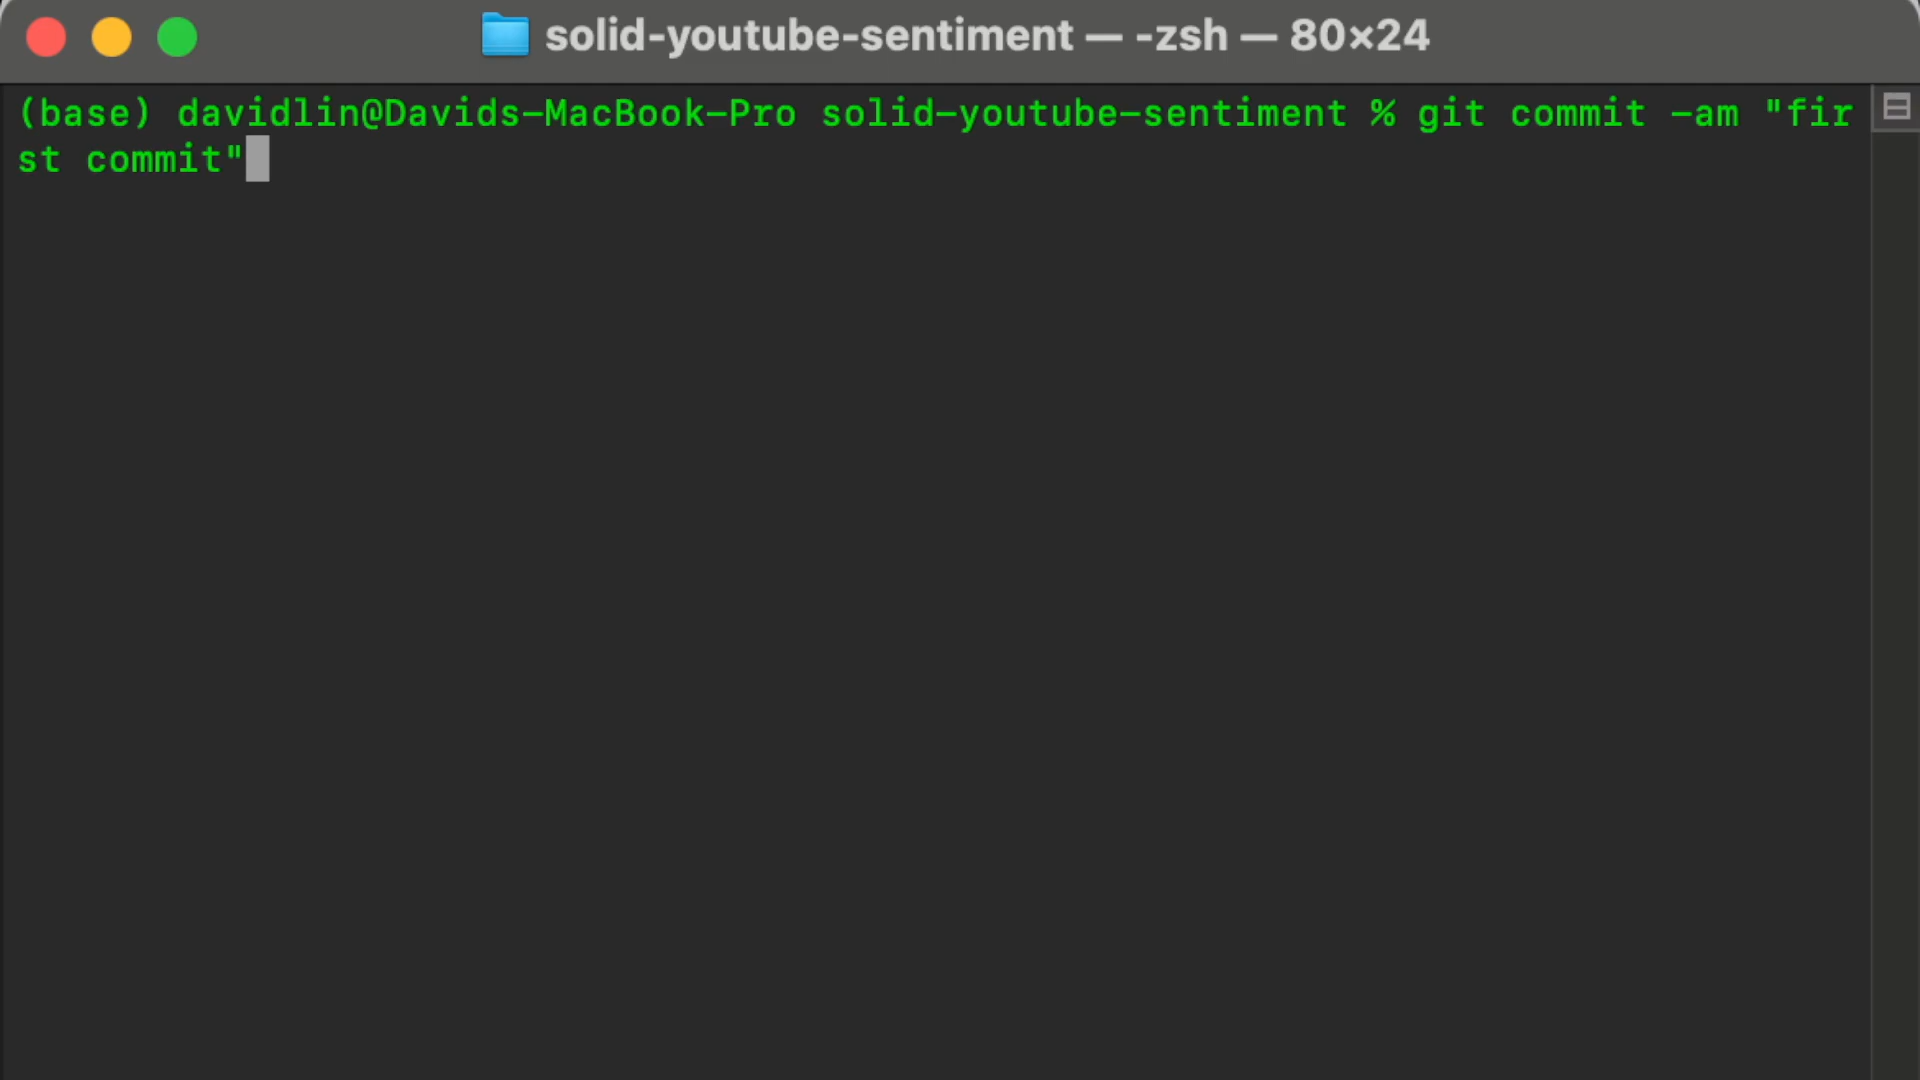 solid-youtube-sentiment — -zsh — 80×24
(base) davidlin@Davids-MacBook-Pro solid-youtube-sentiment % git commit -am "fir
st commit"